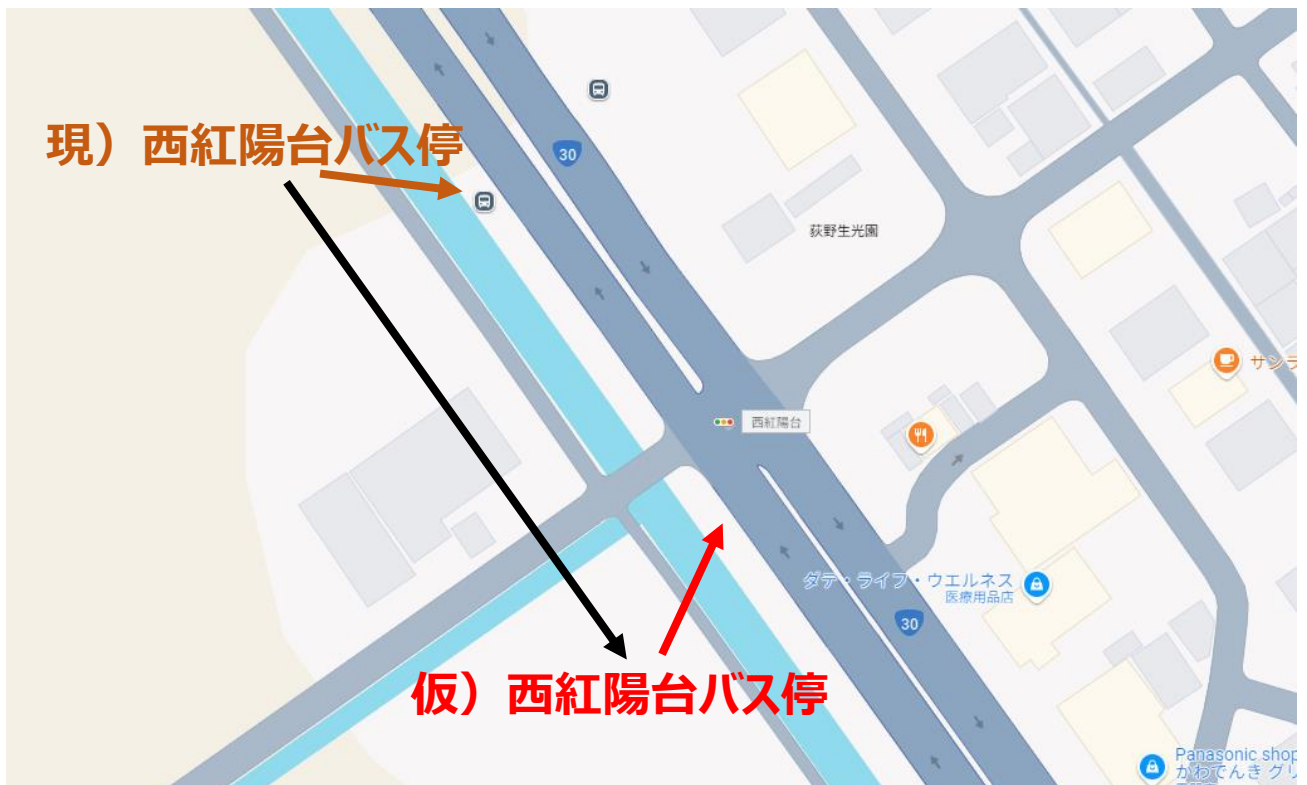 現）西紅陽台バス停
30
荻野生光園
サンラ
西紅陽台
ダテ・ライフ・ウエルネス
医療用品店
30
仮）西紅陽台バス停
Panasonic shop
かわでんき グリ